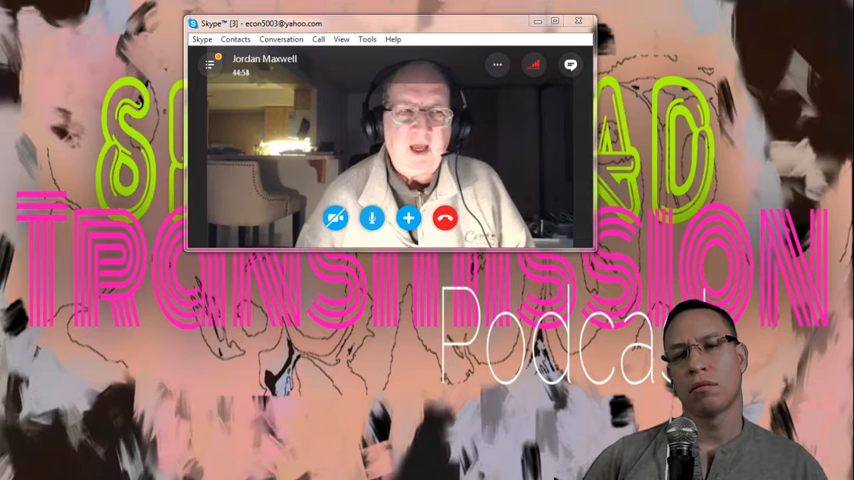 Skype™ [3] - econ5003@yahoo.com
Skype Contacts Conversation Call View Tools Help
Jordan Maxwell
44:58
TRANSMISSION
Podcast